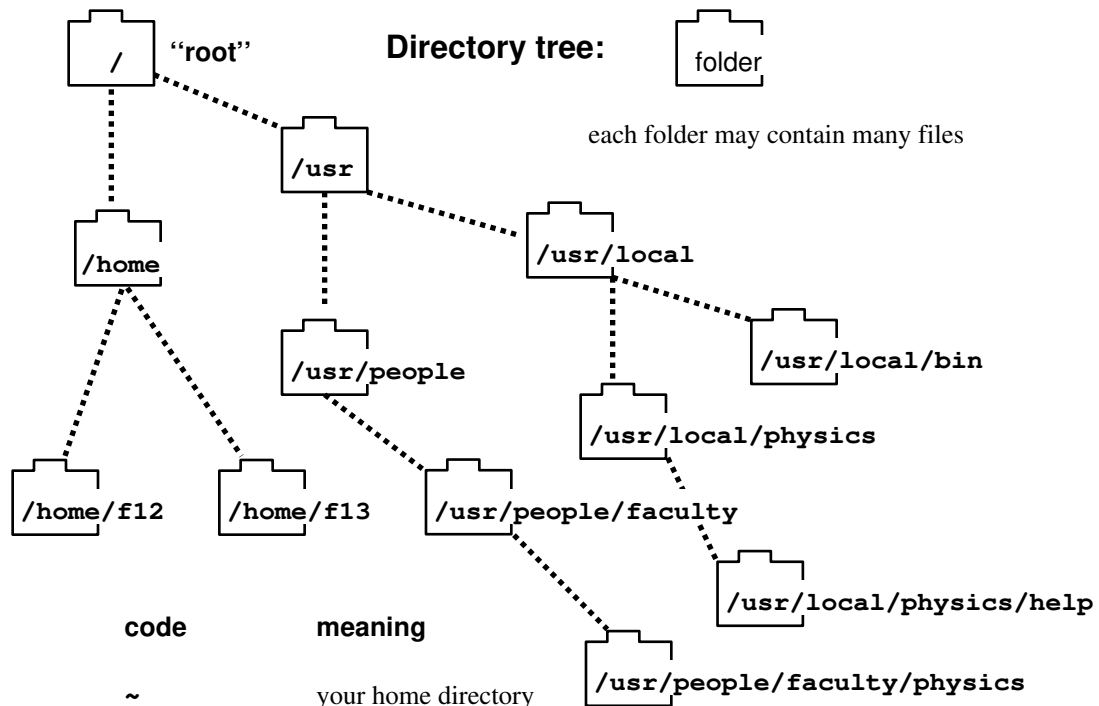 / “root” Directory tree: folder
each folder may contain many files
/usr
/home /usr/local
/usr/people /usr/local/bin
/usr/local/physics
/home/f12 /home/f13 /usr/people/faculty
/usr/local/physics/help
code meaning
/usr/people/faculty/physics
~ your home directory